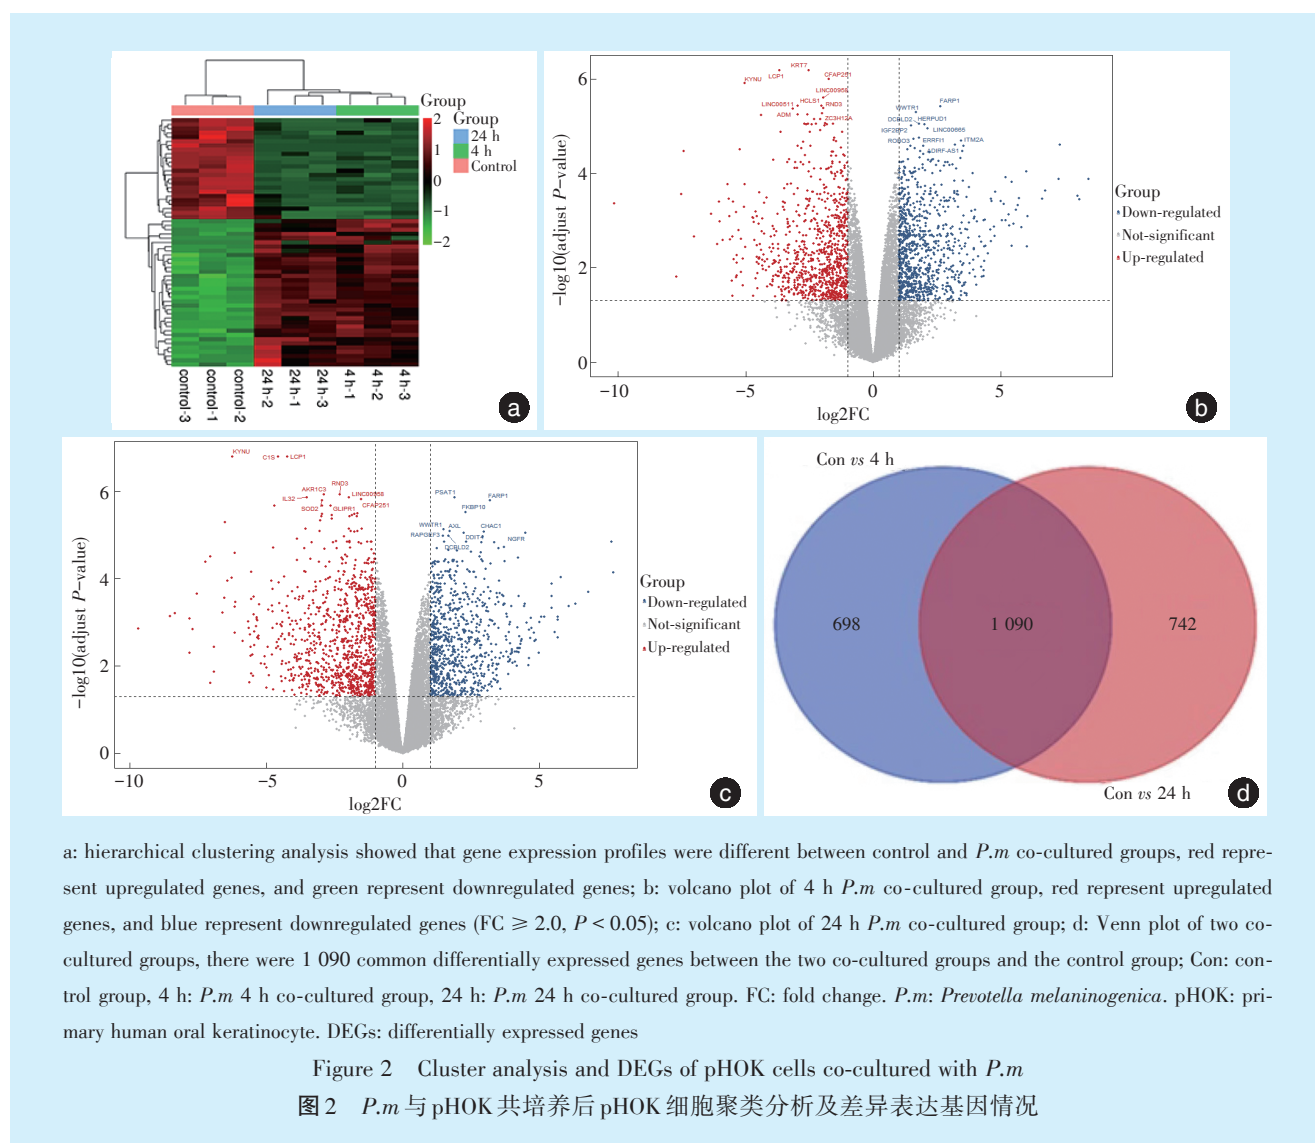 Group
Group
24 h
4 h
Control
2
1
0
−1
−2
control-3
control-1
control-2
24 h-2
24 h-1
24 h-3
4 h-1
4 h-2
4 h-3
a
−log10(adjust P−value)
6
4
2
0
−10
−5
0
5
log2FC
KRT7
LCP1
KYNU
CFAP251
LINC00958
HCLS1
LINC00511
RND3
ADM
ZC3H12A
FARP1
WWTR1
DCBLD2
HERPUD1
IGF2BP2
LINC00665
ROBO3
ERRFI1
ITM2A
ADIRF-AS1
Group
Down-regulated
Not-significant
Up-regulated
b
−log10(adjust P−value)
6
4
2
0
−10
−5
0
5
log2FC
KYNU
C1S
LCP1
RND3
AKR1C3
IL32
LINC00958
SOD2
GLIPR1
CFAP251
PSAT1
FARP1
FKBP10
WWTR1
AXL
CHAC1
RAPGEF3
DDIT4
NGFR
DCBLD2
Group
Down-regulated
Not-significant
Up-regulated
c
Con vs 4 h
698
1 090
742
Con vs 24 h
d
a: hierarchical clustering analysis showed that gene expression profiles were different between control and P.m co-cultured groups, red repre-
sent upregulated genes, and green represent downregulated genes; b: volcano plot of 4 h P.m co-cultured group, red represent upregulated
genes, and blue represent downregulated genes (FC ≥ 2.0, P < 0.05); c: volcano plot of 24 h P.m co-cultured group; d: Venn plot of two co-
cultured groups, there were 1 090 common differentially expressed genes between the two co-cultured groups and the control group; Con: con-
trol group, 4 h: P.m 4 h co-cultured group, 24 h: P.m 24 h co-cultured group. FC: fold change. P.m: Prevotella melaninogenica. pHOK: pri-
mary human oral keratinocyte. DEGs: differentially expressed genes
Figure 2 Cluster analysis and DEGs of pHOK cells co-cultured with P.m
图 2 P.m 与 pHOK 共培养后 pHOK 细胞聚类分析及差异表达基因情况